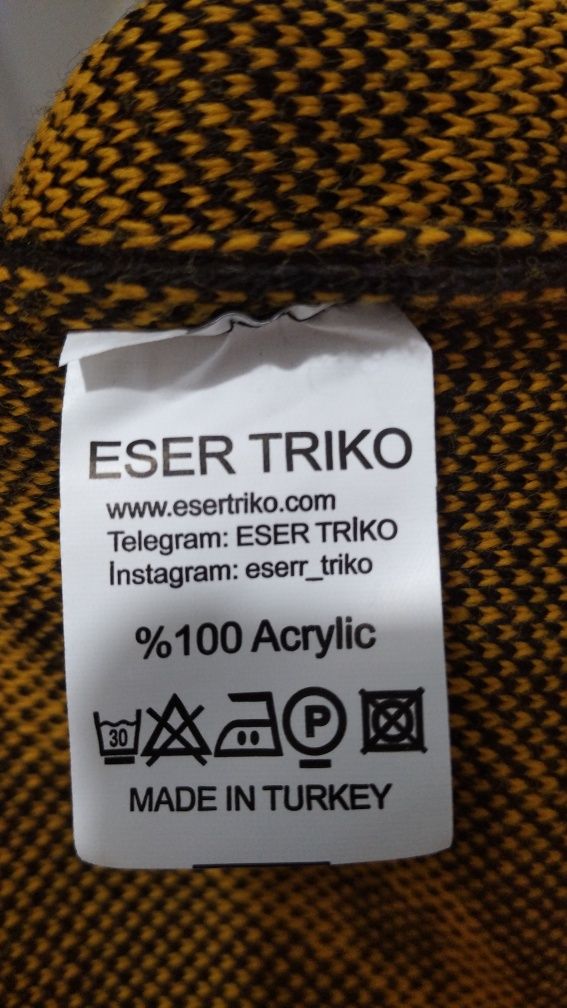 ESER TRIKO
www.esertriko.com
Telegram: ESER TRİKO
İnstagram: eserr_triko
%100 Acrylic
30 P
MADE IN TURKEY